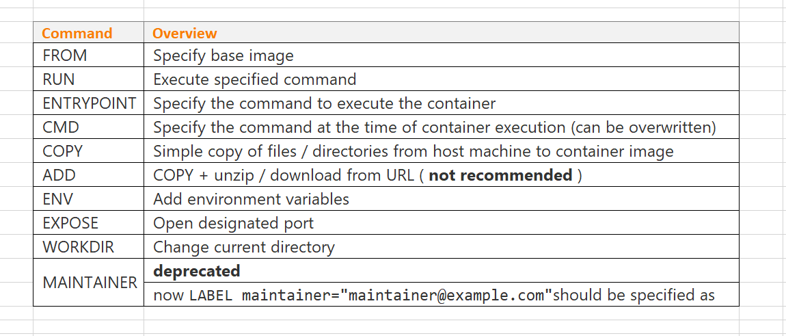 Command Overview
FROM Specify base image
RUN Execute specified command
ENTRYPOINT Specify the command to execute the container
CMD Specify the command at the time of container execution (can be overwritten)
COPY Simple copy of files / directories from host machine to container image
ADD COPY + unzip / download from URL ( not recommended )
ENV Add environment variables
EXPOSE Open designated port
WORKDIR Change current directory
MAINTAINER deprecated
now LABEL maintainer="maintainer@example.com"should be specified as